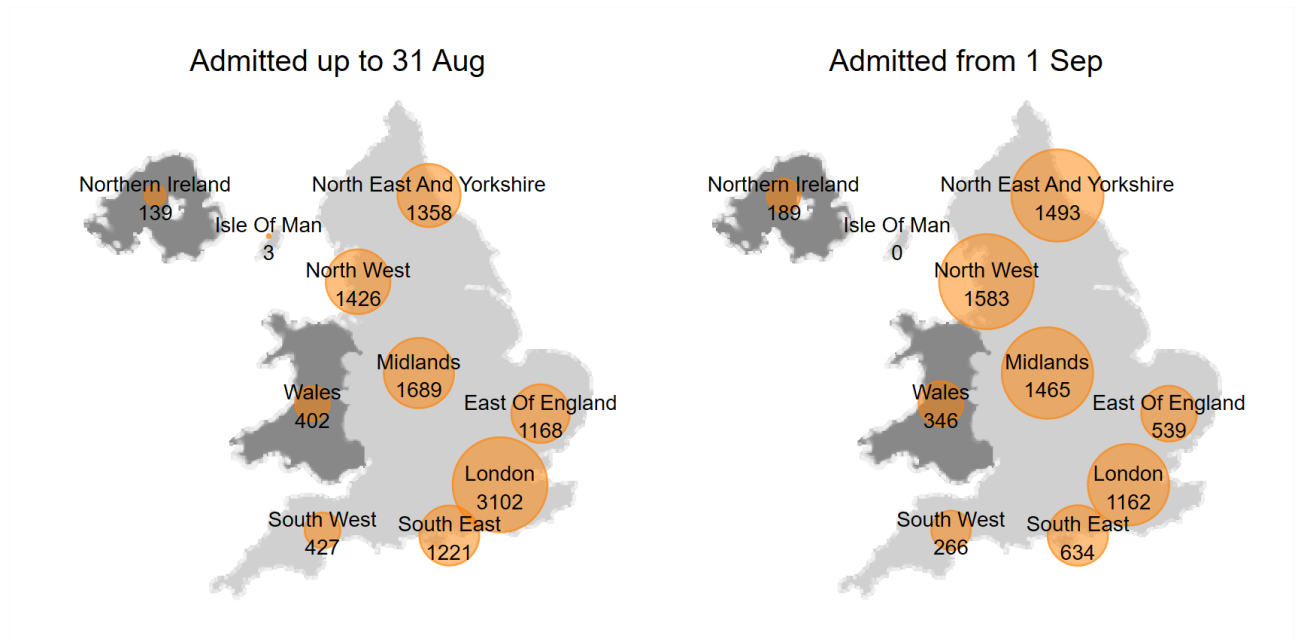 Admitted up to 31 Aug
Northern Ireland
139
Isle Of Man
3
North East And Yorkshire
1358
North West
1426
Midlands
1689
Wales
402
East Of England
1168
London
3102
South West
427
South East
1221
Admitted from 1 Sep
Northern Ireland
189
Isle Of Man
0
North East And Yorkshire
1493
North West
1583
Midlands
1465
Wales
346
East Of England
539
London
1162
South West
266
South East
634